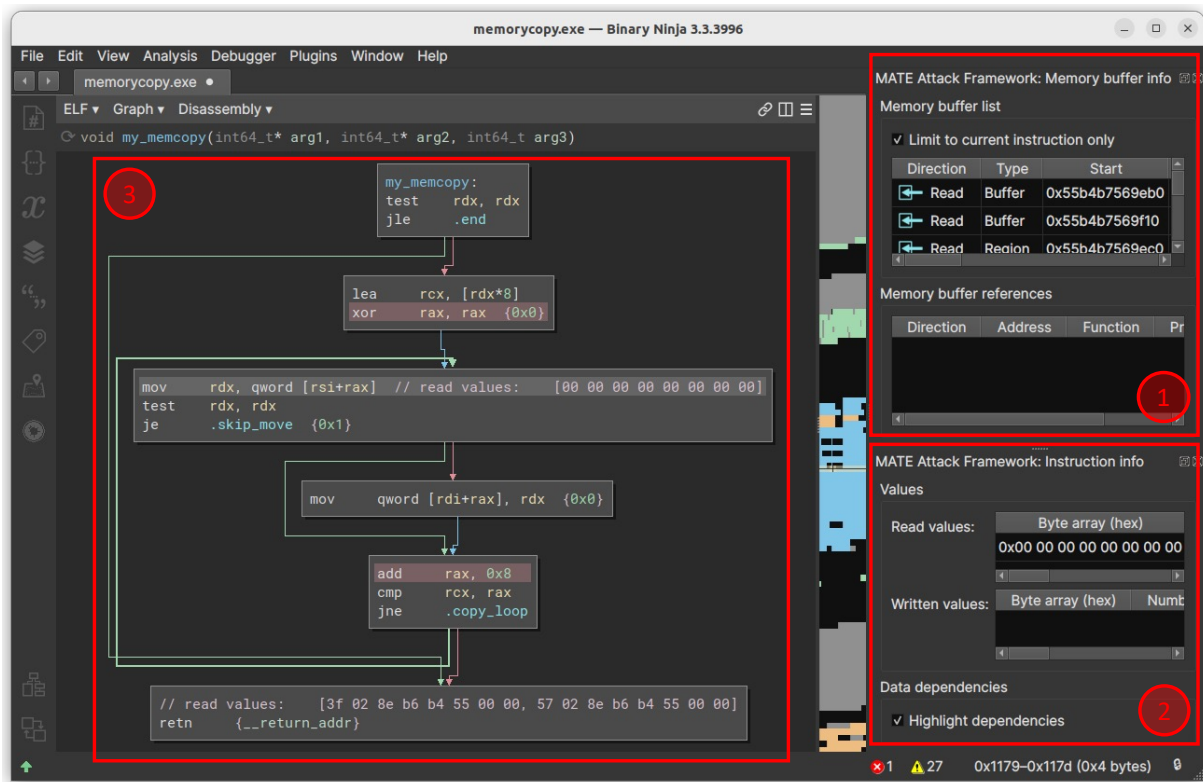 memorycopy.exe — Binary Ninja 3.3.3996
File Edit View Analysis Debugger Plugins Window Help
memorycopy.exe ●
ELF ▾ Graph ▾ Disassembly ▾
void my_memcopy(int64_t* arg1, int64_t* arg2, int64_t arg3)
3
my_memcopy:
test rdx, rdx
jle .end
lea rcx, [rdx*8]
xor rax, rax {0x0}
mov rdx, qword [rsi+rax] // read values: [00 00 00 00 00 00 00 00]
test rdx, rdx
je .skip_move {0x1}
mov qword [rdi+rax], rdx {0x0}
add rax, 0x8
cmp rcx, rax
jne .copy_loop
// read values: [3f 02 8e b6 b4 55 00 00, 57 02 8e b6 b4 55 00 00]
retn {__return_addr}
MATE Attack Framework: Memory buffer info
Memory buffer list
Limit to current instruction only
Direction Type Start
Read Buffer 0x55b4b7569eb0
Read Buffer 0x55b4b7569f10
Read Region 0x55b4b7569ec0
Memory buffer references
Direction Address Function Pr
1
MATE Attack Framework: Instruction info
Values
Read values: Byte array (hex)
0x00 00 00 00 00 00 00 00
Written values: Byte array (hex) Numb
Data dependencies
Highlight dependencies
2
1 27 0x1179–0x117d (0x4 bytes)